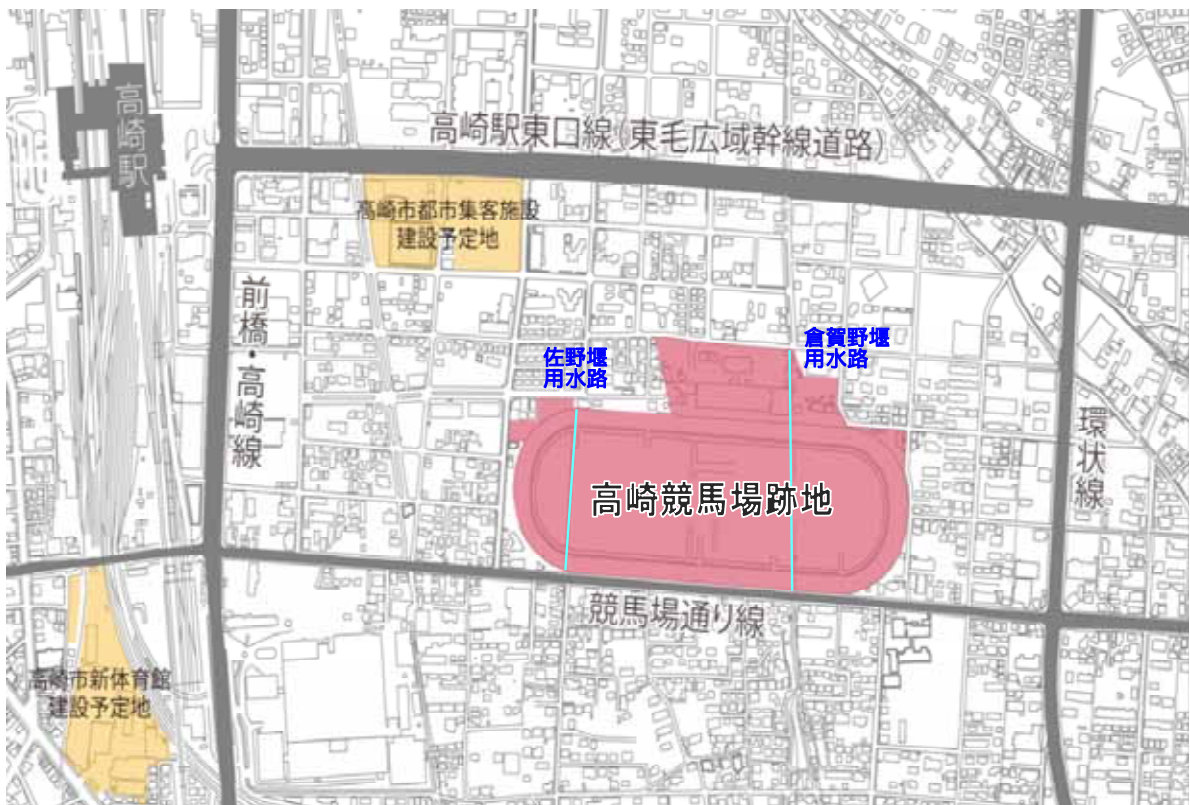 高崎駅
高崎駅東口線(東毛広域幹線道路)
高崎市都市集客施設
建設予定地
前橋・高崎線
佐野堰
用水路
倉賀野堰
用水路
環状線
高崎競馬場跡地
競馬場通り線
高崎市新体育館
建設予定地